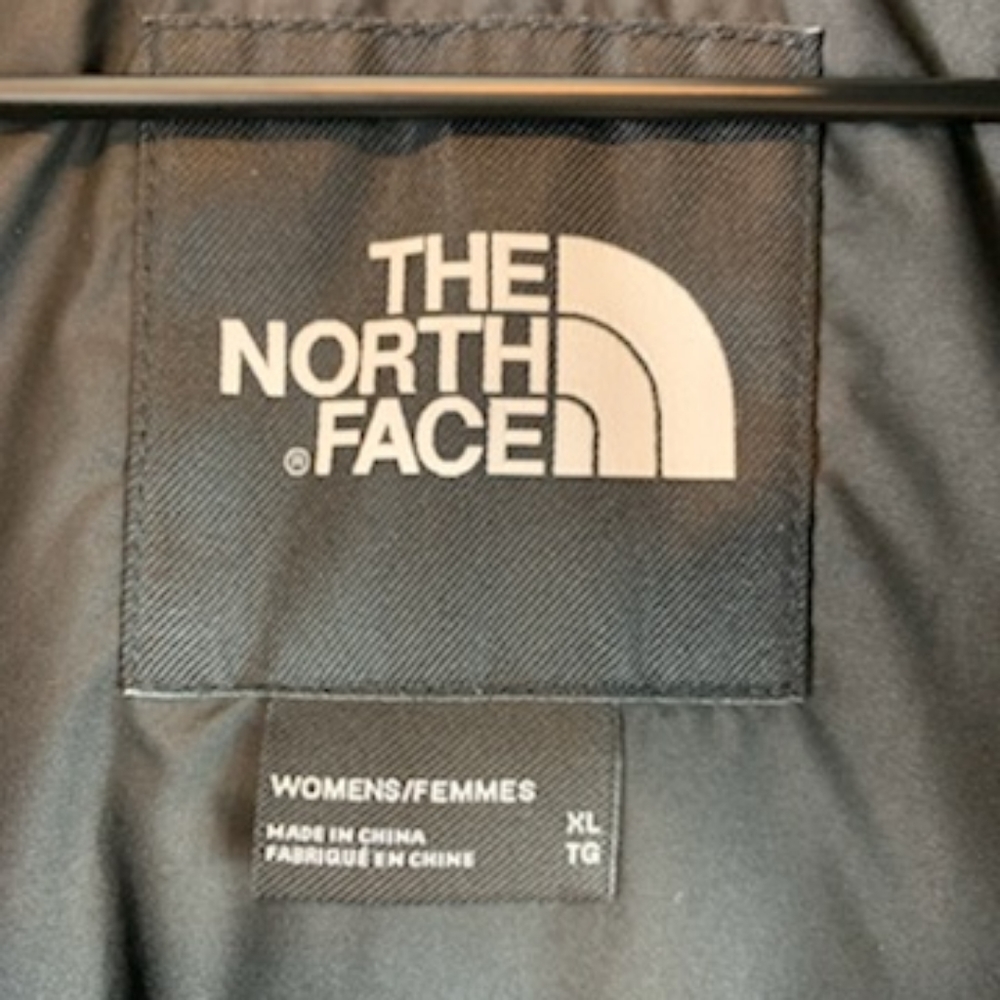 THE
NORTH
®FACE
WOMENS/FEMMES
XL
MADE IN CHINA
FABRIQUÉ EN CHINE
TG